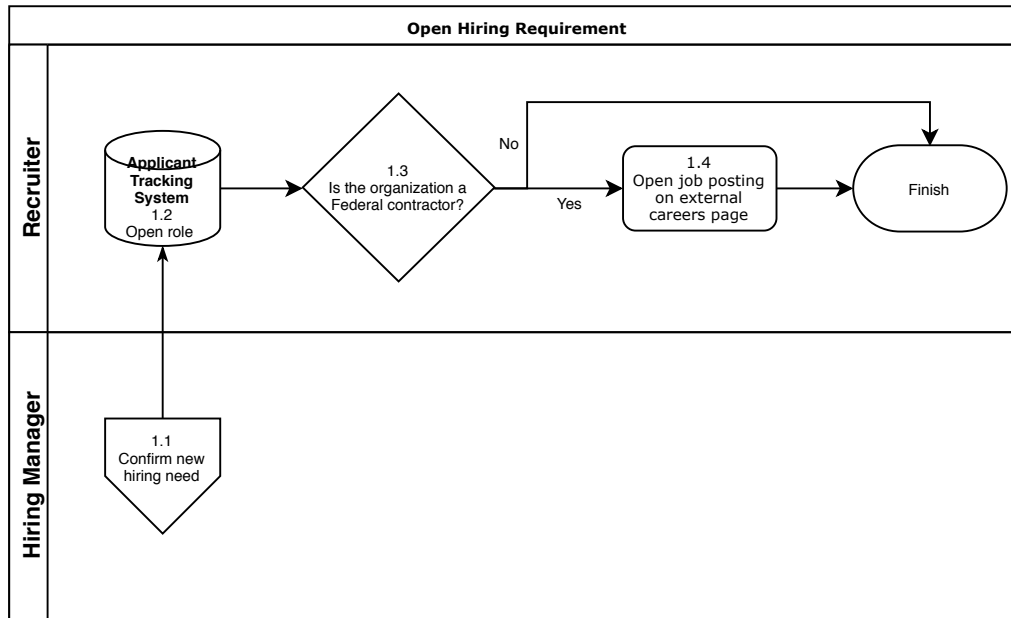 Open Hiring Requirement
Recruiter
Applicant
Tracking
System
1.2
Open role
1.3
Is the organization a
Federal contractor?
No
Yes
1.4
Open job posting
on external
careers page
Finish
Hiring Manager
1.1
Confirm new
hiring need